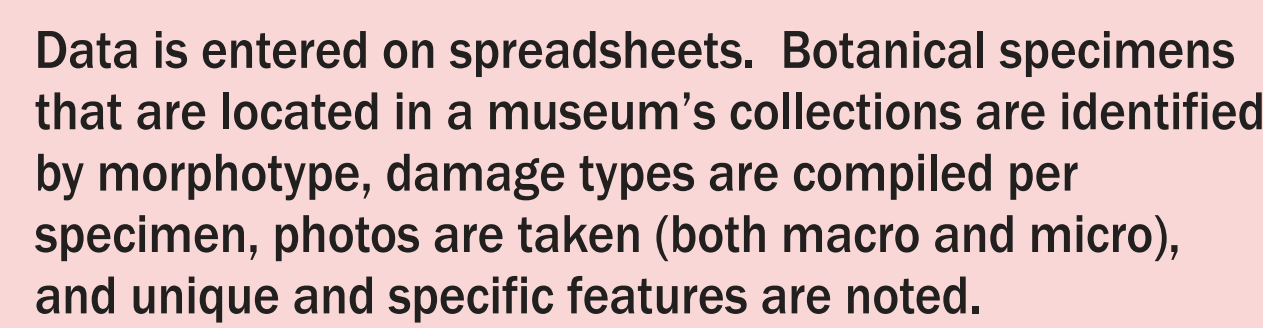 Data is entered on spreadsheets.  Botanical specimens
that are located in a museum’s collections are identified
by morphotype, damage types are compiled per
specimen, photos are taken (both macro and micro),
and unique and specific features are noted.